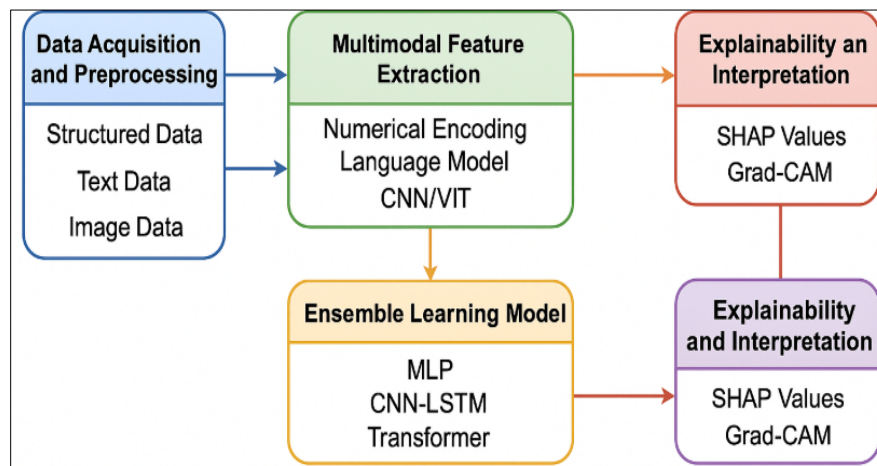 Data Acquisition
and Preprocessing
Structured Data
Text Data
Image Data
Multimodal Feature
Extraction
Numerical Encoding
Language Model
CNN/VIT
Explainability an
Interpretation
SHAP Values
Grad-CAM
Ensemble Learning Model
MLP
CNN-LSTM
Transformer
Explainability
and Interpretation
SHAP Values
Grad-CAM